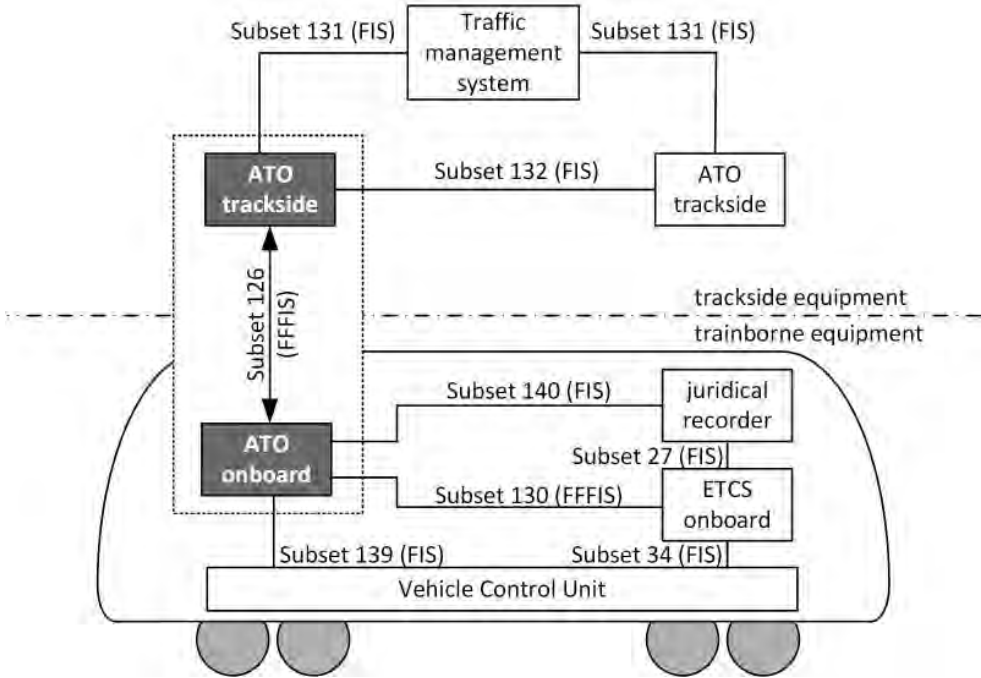 Subset 131 (FIS)
Traffic
management
system
Subset 131 (FIS)
ATO
trackside
Subset 132 (FIS)
ATO
trackside
Subset 126
(FFFIS)
trackside equipment
trainborne equipment
Subset 140 (FIS)
juridical
recorder
ATO
onboard
Subset 27 (FIS)
Subset 130 (FFFIS)
ETCS
onboard
Subset 139 (FIS)
Subset 34 (FIS)
Vehicle Control Unit